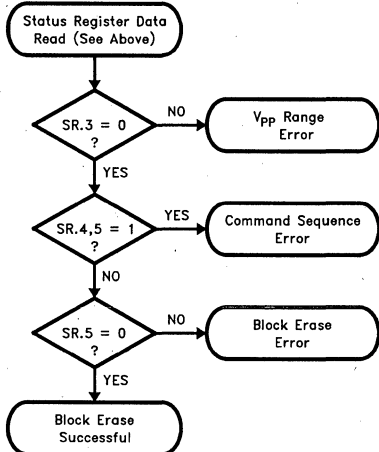 Status Register Data
Read (See Above)
SR.3 = 0
?
NO
VPP Range
Error
YES
SR.4,5 = 1
?
YES
Command Sequence
Error
NO
SR.5 = 0
?
NO
Block Erase
Error
YES
Block Erase
Successful